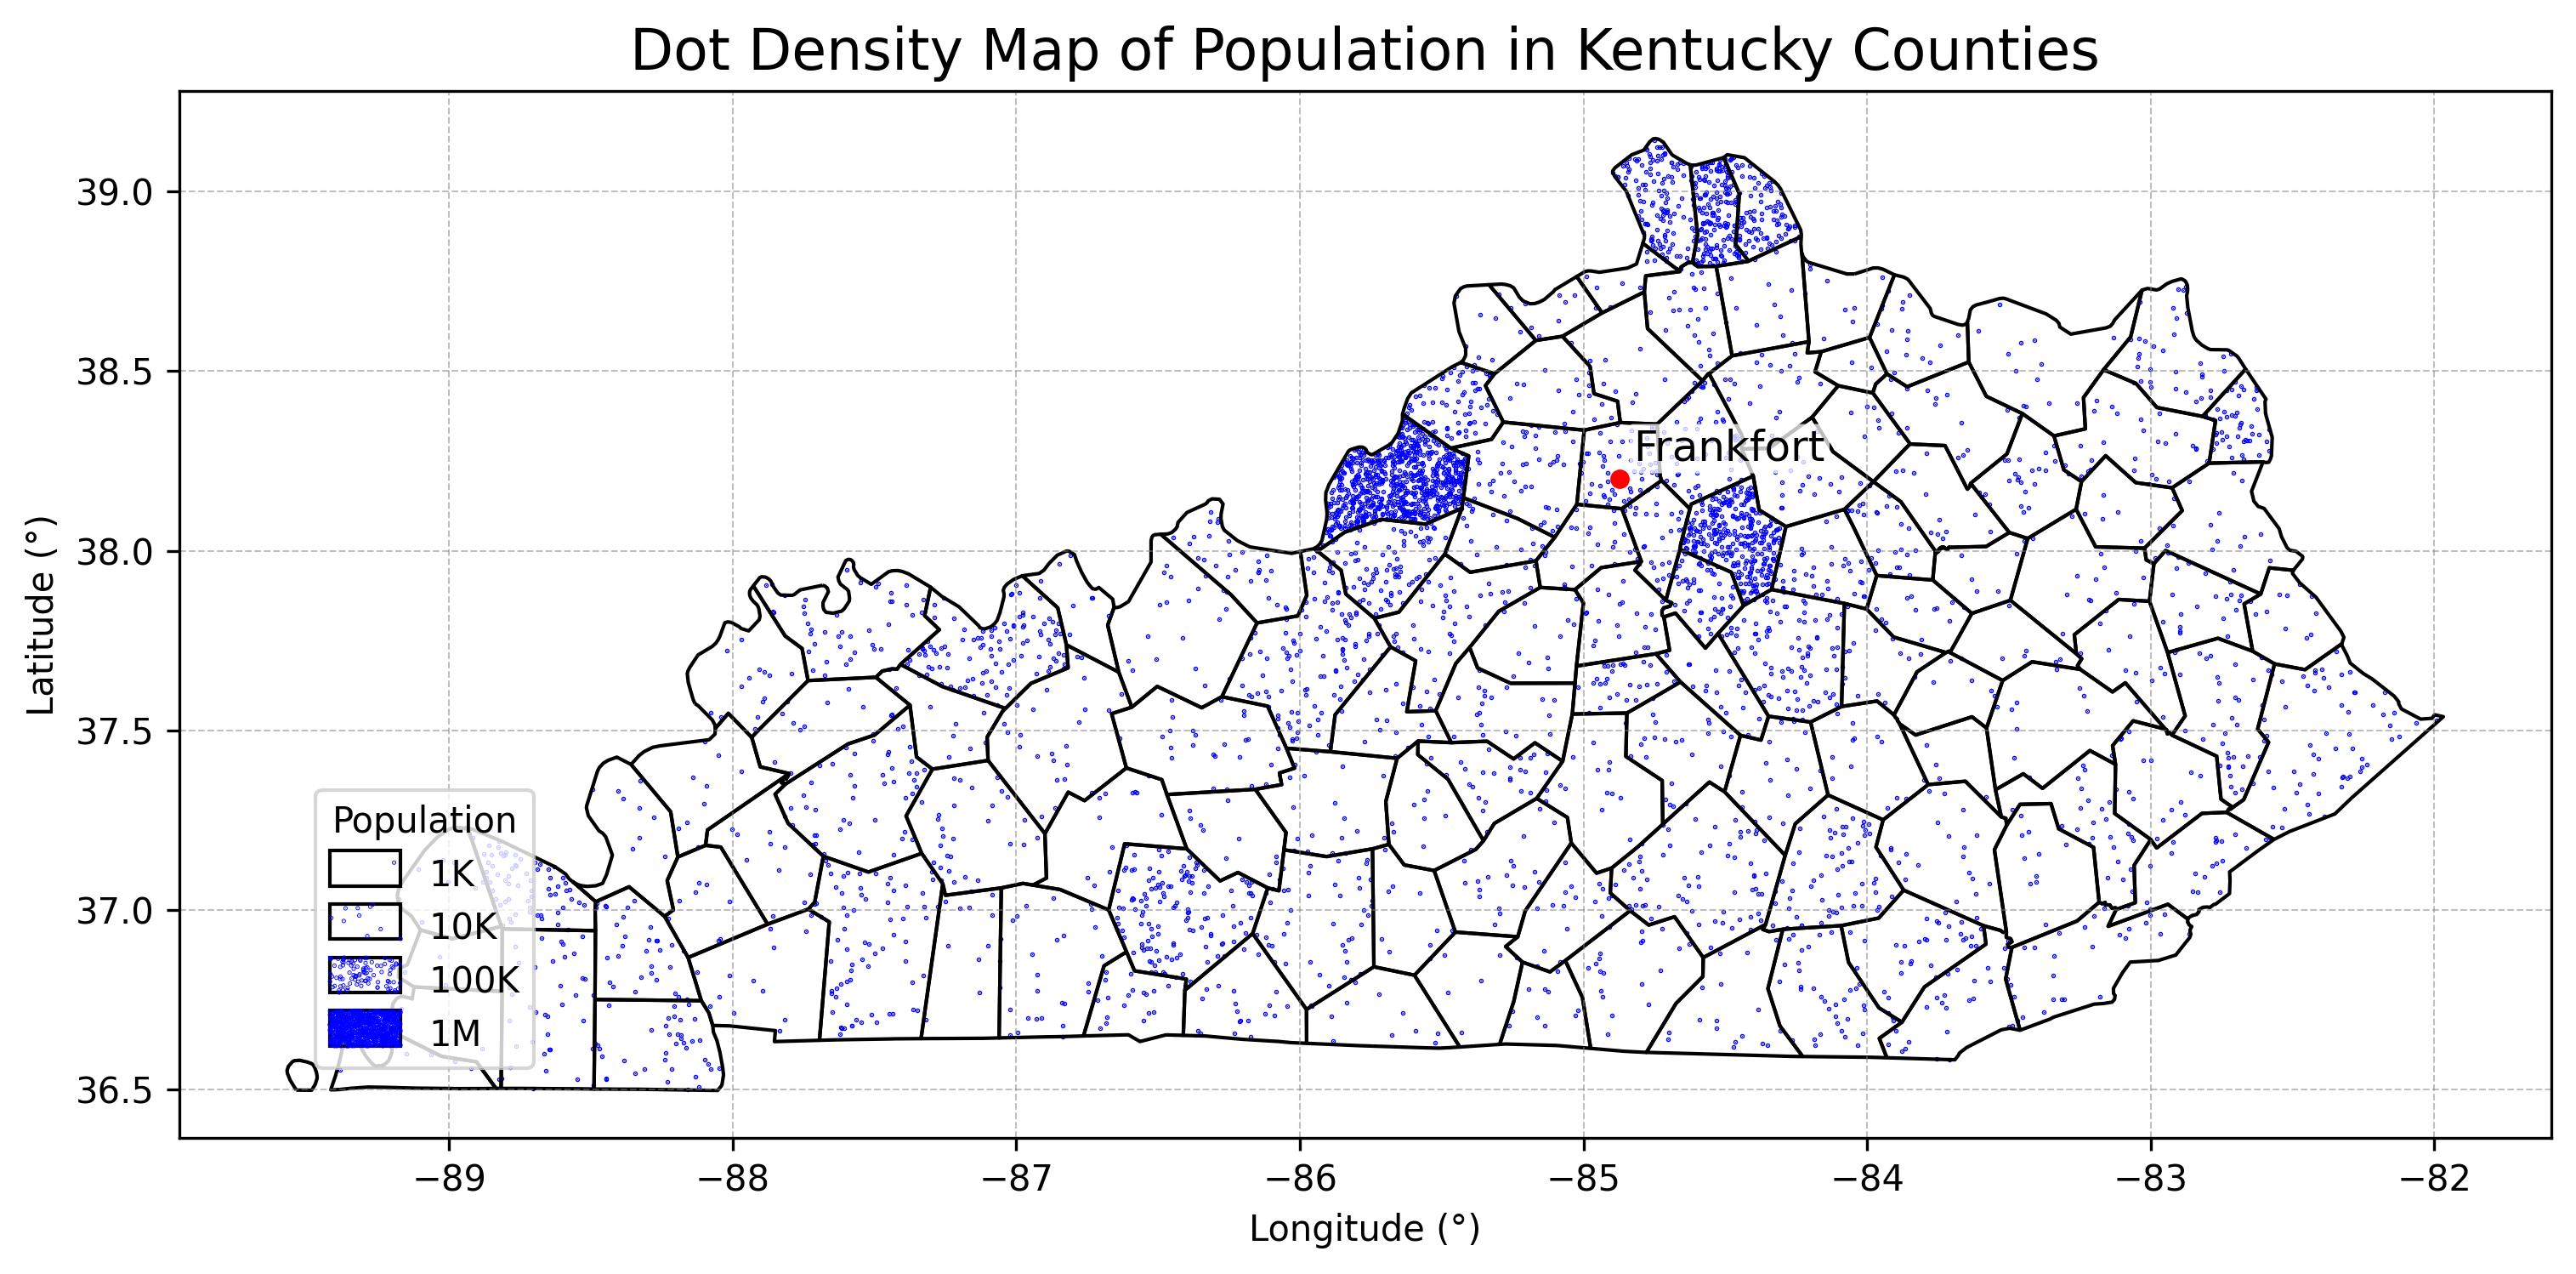 Dot Density Map of Population in Kentucky Counties
39.0
38.5
38.0
37.5
37.0
36.5
Latitude (°)
Frankfort
Population
1K
10K
100K
1M
−89
−88
−87
−86
−85
−84
−83
−82
Longitude (°)